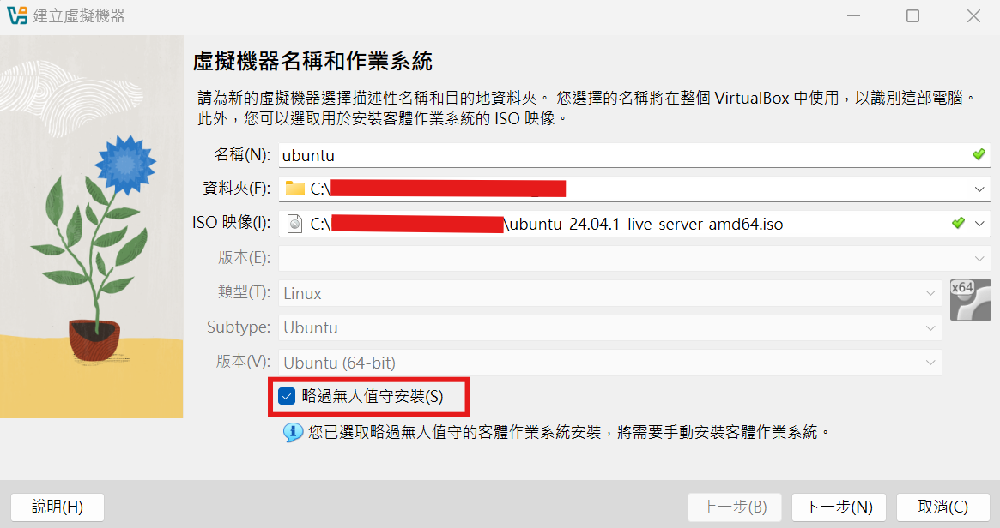 建立虛擬機器
虛擬機器名稱和作業系統
請為新的虛擬機器選擇描述性名稱和目的地資料夾。 您選擇的名稱將在整個 VirtualBox 中使用，以識別這部電腦。
此外，您可以選取用於安裝客體作業系統的 ISO 映像。
名稱(N): ubuntu
資料夾(F): C:\
ISO 映像(I): C:\ \ubuntu-24.04.1-live-server-amd64.iso
版本(E):
類型(T): Linux
x64
Subtype: Ubuntu
版本(V): Ubuntu (64-bit)
略過無人值守安裝(S)
您已選取略過無人值守的客體作業系統安裝，將需要手動安裝客體作業系統。
說明(H) 上一步(B) 下一步(N) 取消(C)